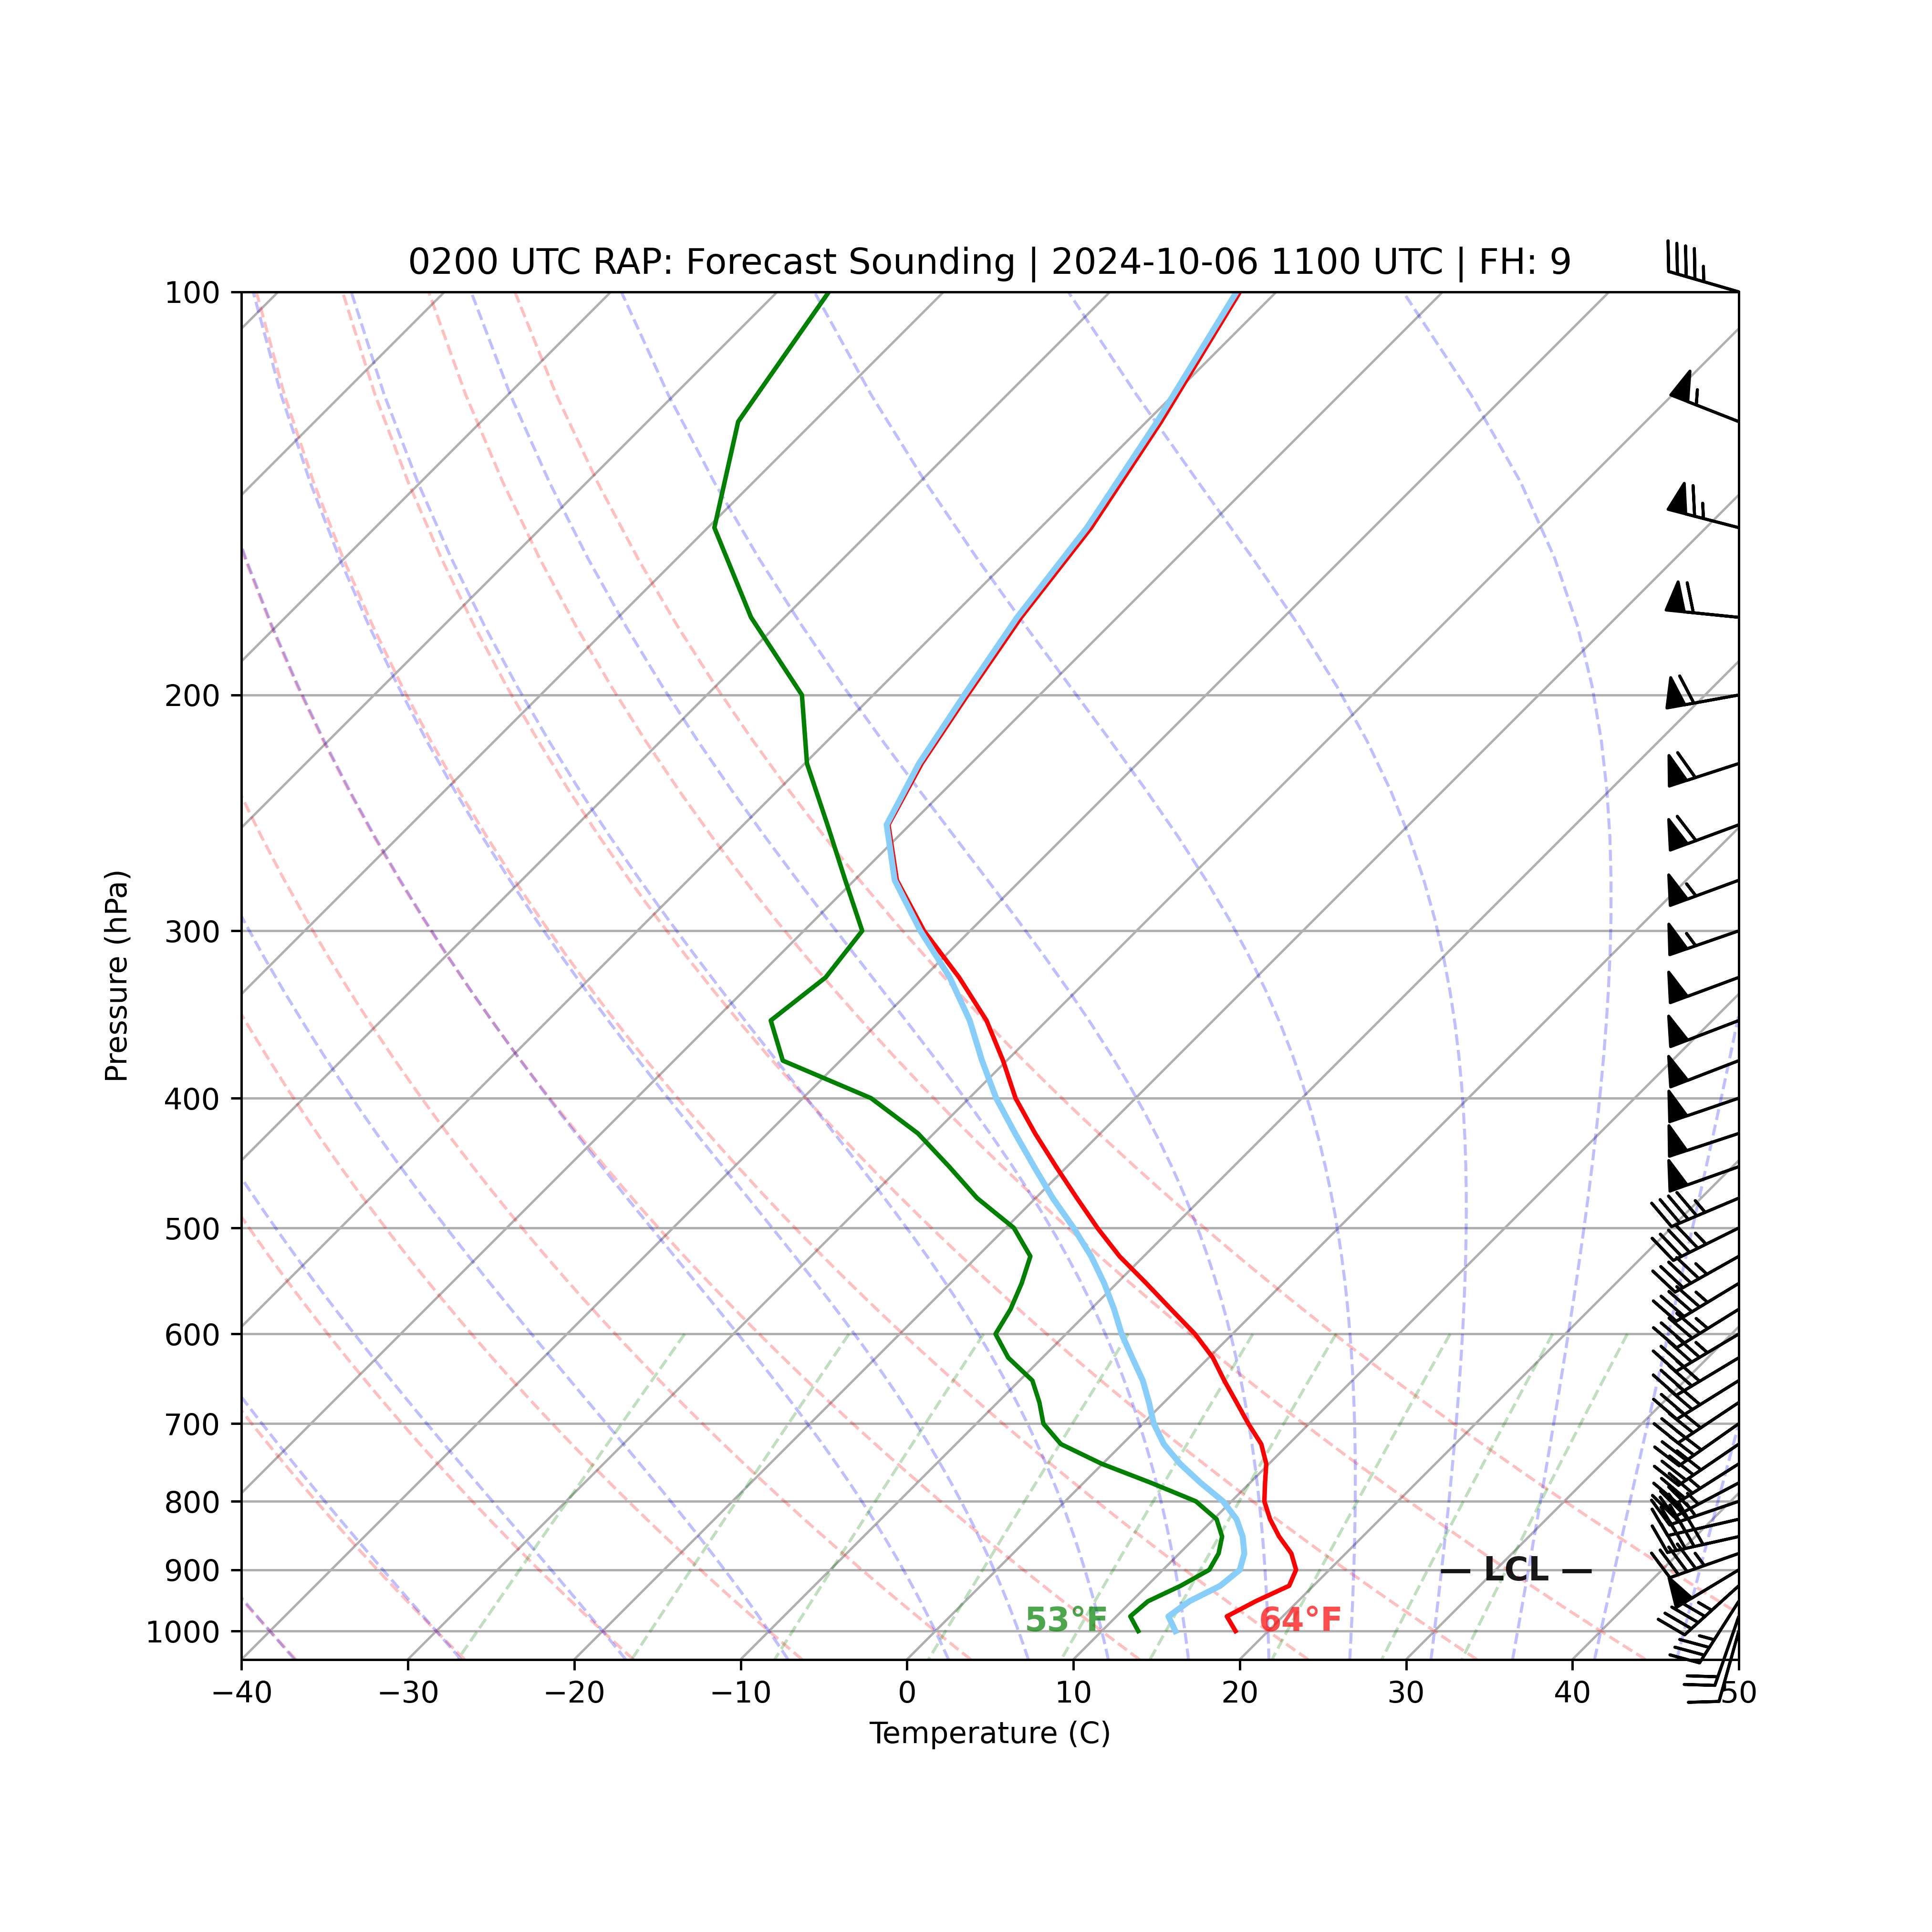 0200 UTC RAP: Forecast Sounding | 2024-10-06 1100 UTC | FH: 9
100
200
300
400
500
600
700
800
900
1000
Pressure (hPa)
— LCL —
53°F
64°F
−40 −30 −20 −10 0 10 20 30 40 50
Temperature (C)